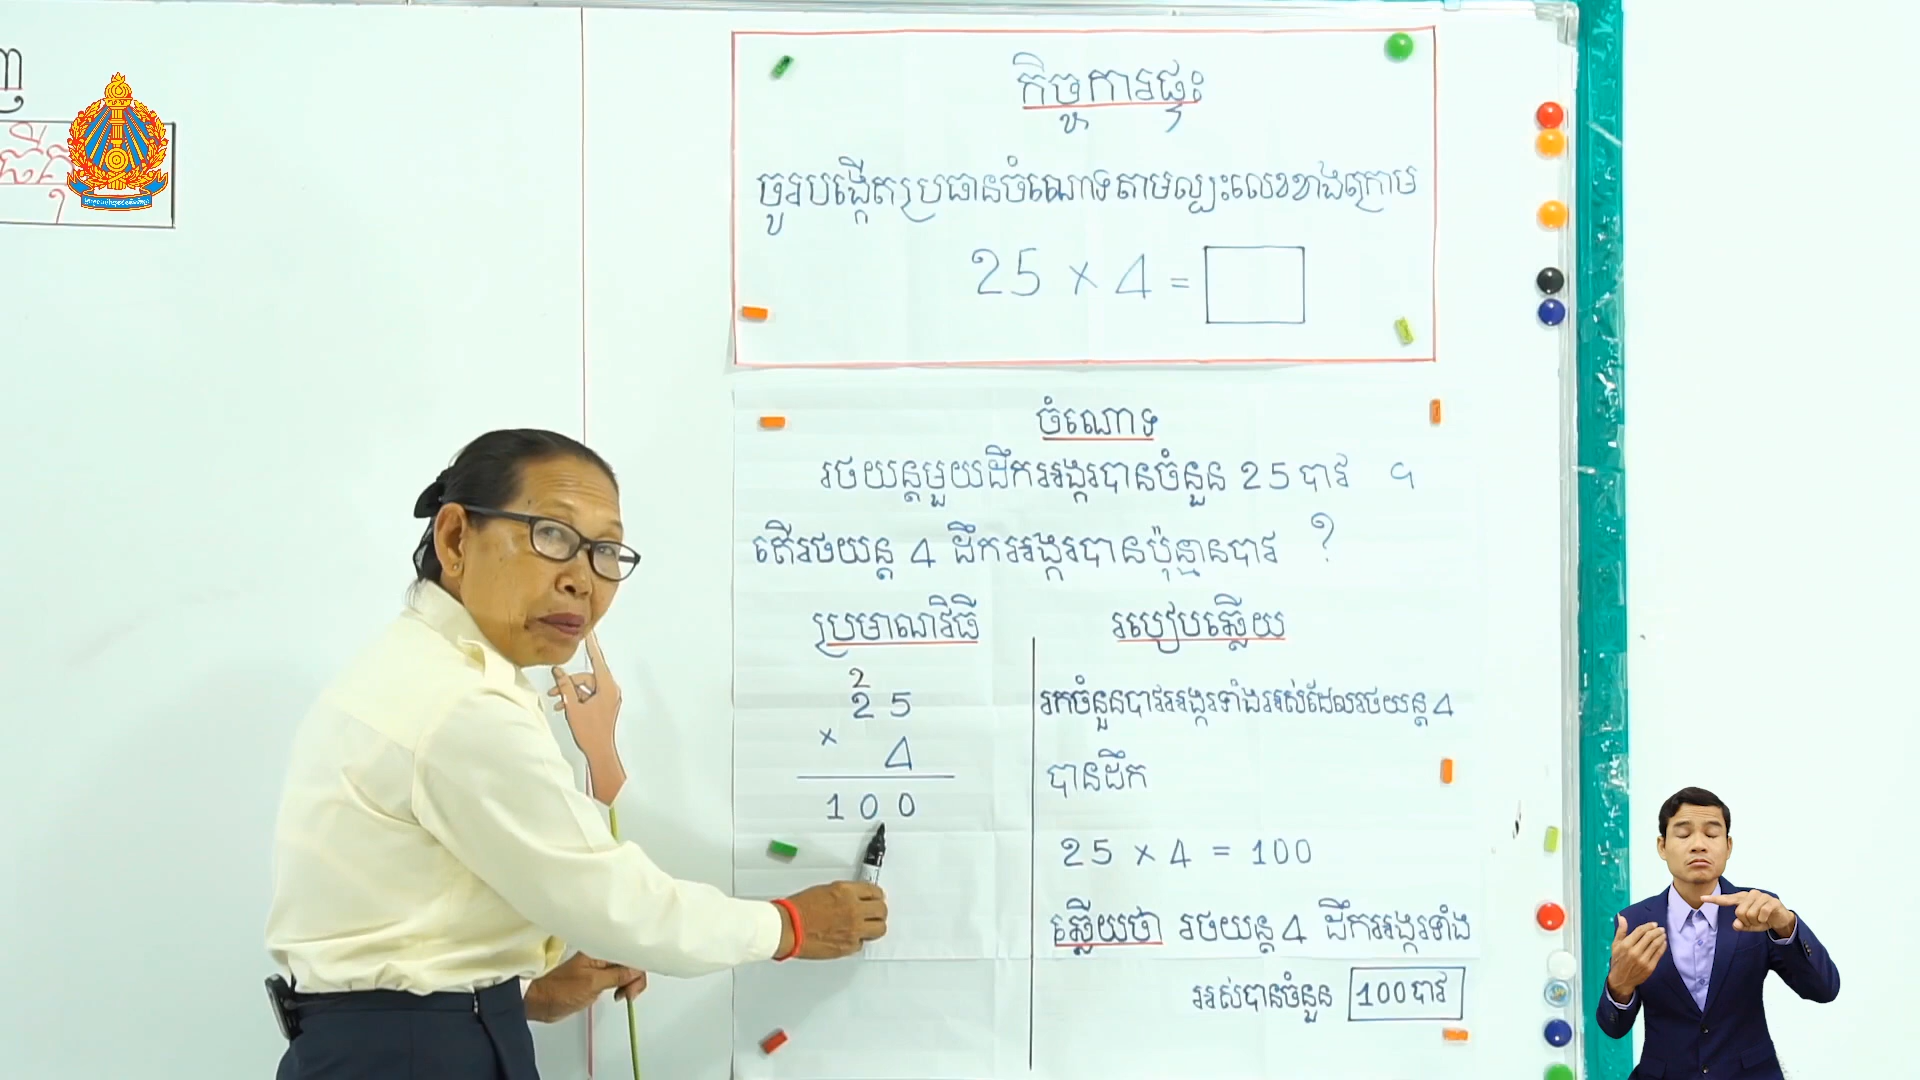 កិច្ចការផ្ទះ
ចូរបង្កើតប្រធានចំណោទតាមល្បះលេខខាងក្រោម
25 × 4 =
ចំណោទ
រថយន្តមួយដឹកអង្ករបានចំនួន 25 បាវ ។
តើរថយន្ត 4 ដឹកអង្ករបានប៉ុន្មានបាវ ?
ប្រមាណវិធី
2
25
×
4
100
របៀបឆ្លើយ
រកចំនួនបាវអង្ករទាំងអស់ដែលរថយន្ត 4
បានដឹក
25 × 4 = 100
ឆ្លើយថា រថយន្ត 4 ដឹកអង្ករទាំង
អស់បានចំនួន 100 បាវ